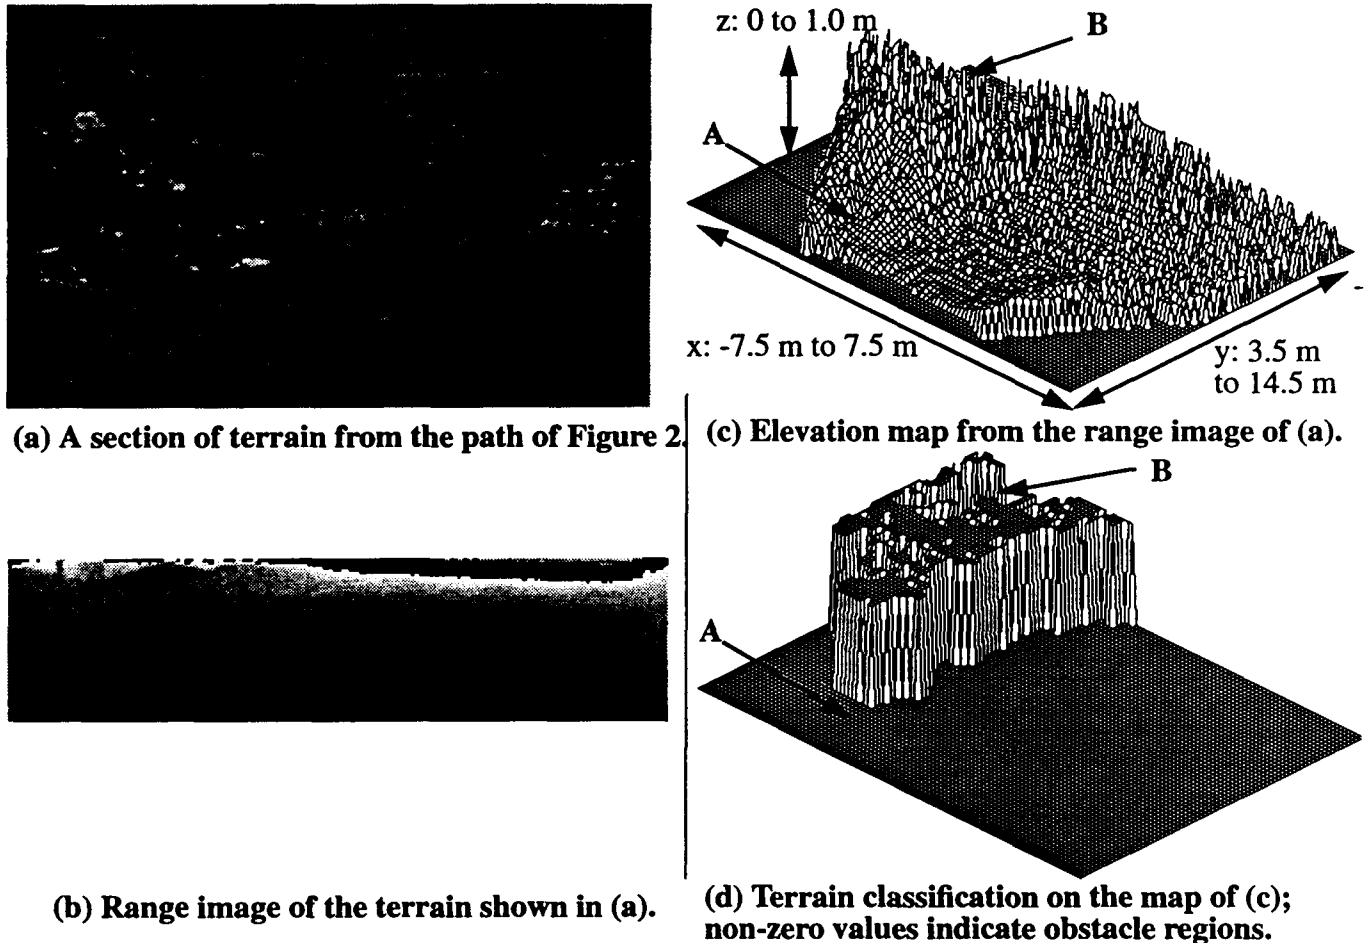 z: 0 to 1.0 m
B
A
x: -7.5 m to 7.5 m
y: 3.5 m
to 14.5 m
(a) A section of terrain from the path of Figure 2.
(c) Elevation map from the range image of (a).
B
A
(b) Range image of the terrain shown in (a).
(d) Terrain classification on the map of (c);
non-zero values indicate obstacle regions.